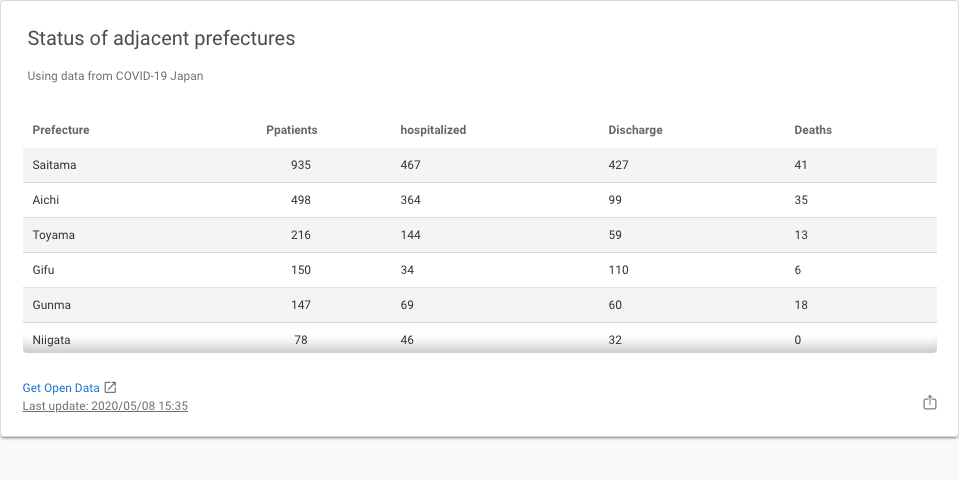 Status of adjacent prefectures
Using data from COVID-19 Japan
Prefecture Ppatients hospitalized Discharge Deaths
Saitama 935 467 427 41
Aichi 498 364 99 35
Toyama 216 144 59 13
Gifu 150 34 110 6
Gunma 147 69 60 18
Niigata 78 46 32 0
Get Open Data
Last update: 2020/05/08 15:35